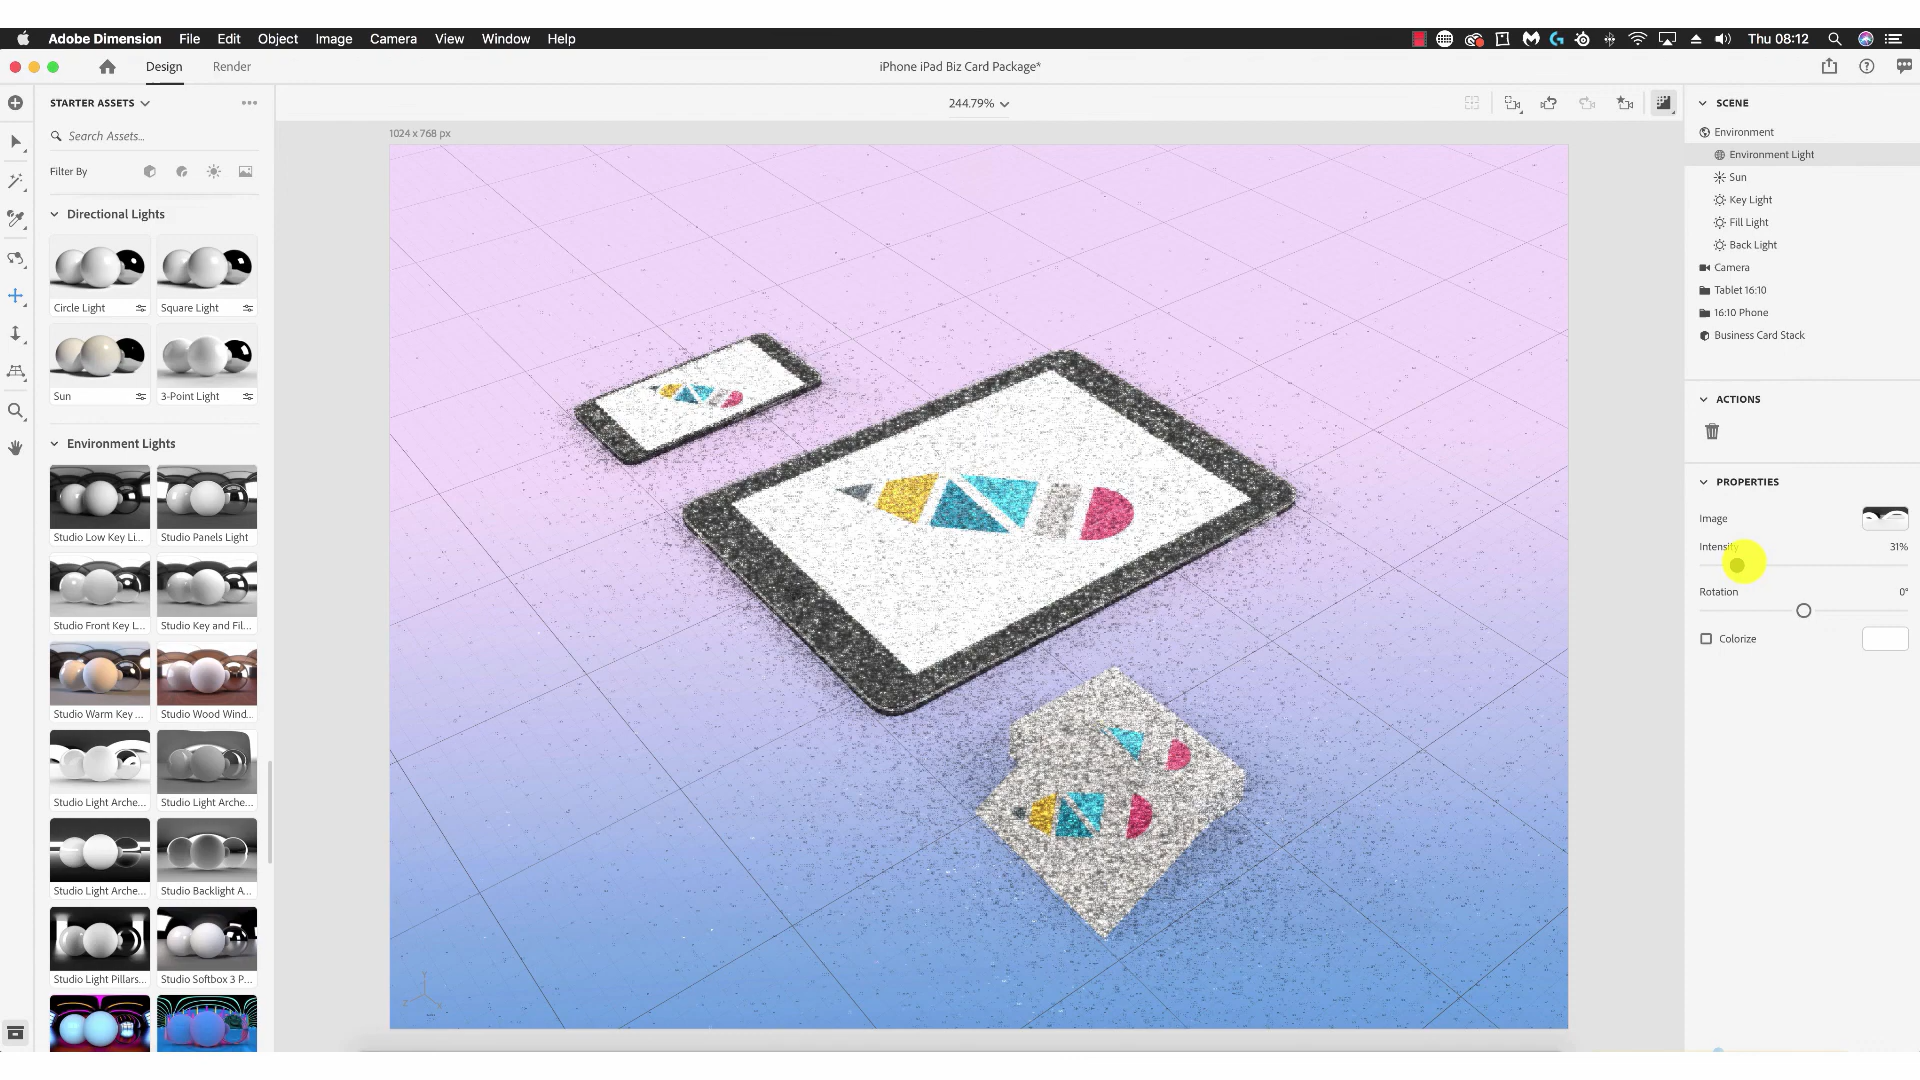 Adobe Dimension File Edit Object Image Camera View Window Help Thu 08:12
Design Render iPhone iPad Biz Card Package*
STARTER ASSETS
244.79%
Search Assets...
Filter By
1024 x 768 px
Directional Lights
Circle Light Square Light
Sun 3-Point Light
Environment Lights
Studio Low Key Li... Studio Panels Light
Studio Front Key L... Studio Key and Fil...
Studio Warm Key ... Studio Wood Wind...
Studio Light Arche... Studio Light Arche...
Studio Light Arche... Studio Backlight A...
Studio Light Pillars... Studio Softbox 3 P...
SCENE
Environment
Environment Light
Sun
Key Light
Fill Light
Back Light
Camera
Tablet 16:10
16:10 Phone
Business Card Stack
ACTIONS
PROPERTIES
Image
Intensity 31%
Rotation 0°
Colorize